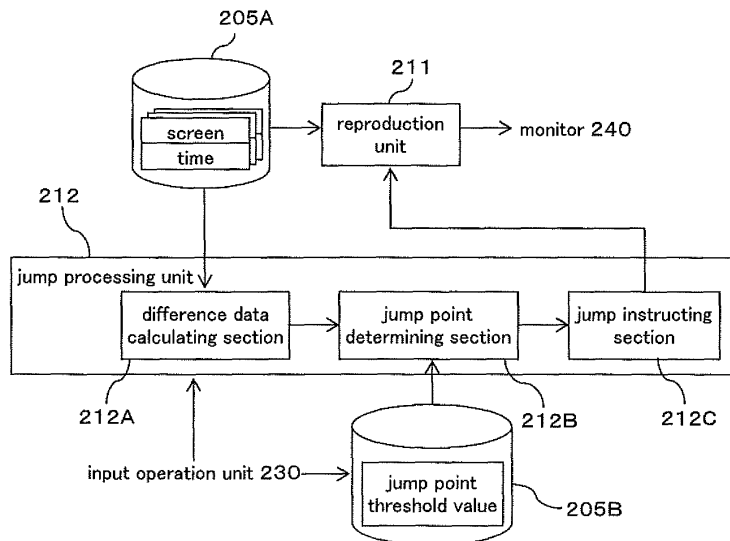 205A
211
screen
time
reproduction
unit
monitor 240
212
jump processing unit
difference data
calculating section
jump point
determining section
jump instructing
section
212A
212B
212C
input operation unit 230
jump point
threshold value
205B